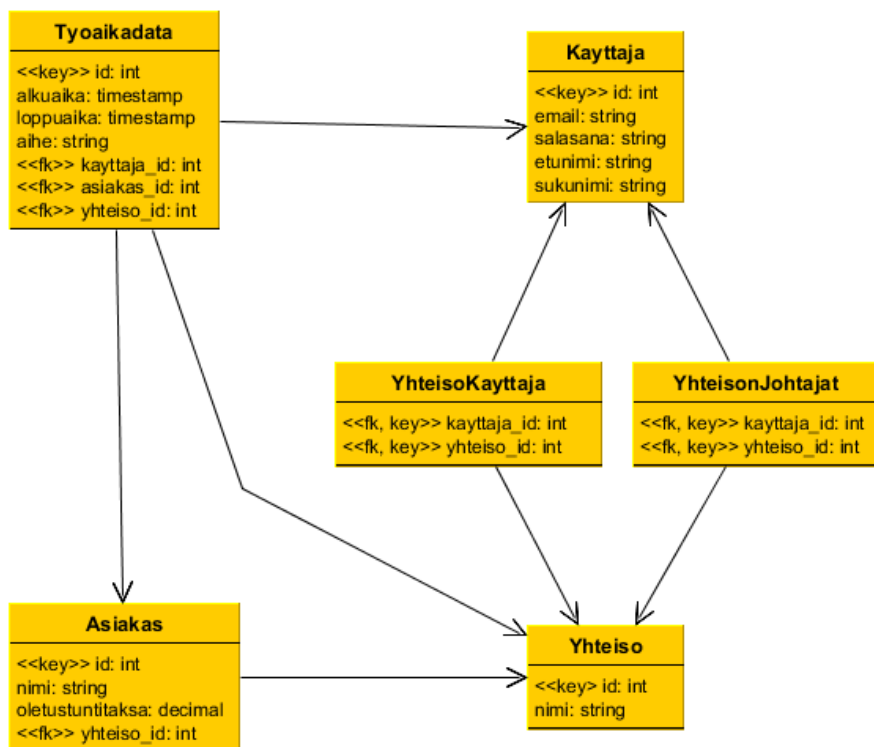 Tyoaikadata
<<key>> id: int
alkuaika: timestamp
loppuaika: timestamp
aihe: string
<<fk>> kayttaja_id: int
<<fk>> asiakas_id: int
<<fk>> yhteiso_id: int
Kayttaja
<<key>> id: int
email: string
salasana: string
etunimi: string
sukunimi: string
YhteisoKayttaja
<<fk, key>> kayttaja_id: int
<<fk, key>> yhteiso_id: int
YhteisonJohtajat
<<fk, key>> kayttaja_id: int
<<fk, key>> yhteiso_id: int
Asiakas
<<key>> id: int
nimi: string
oletustuntitaksa: decimal
<<fk>> yhteiso_id: int
Yhteiso
<<key> id: int
nimi: string